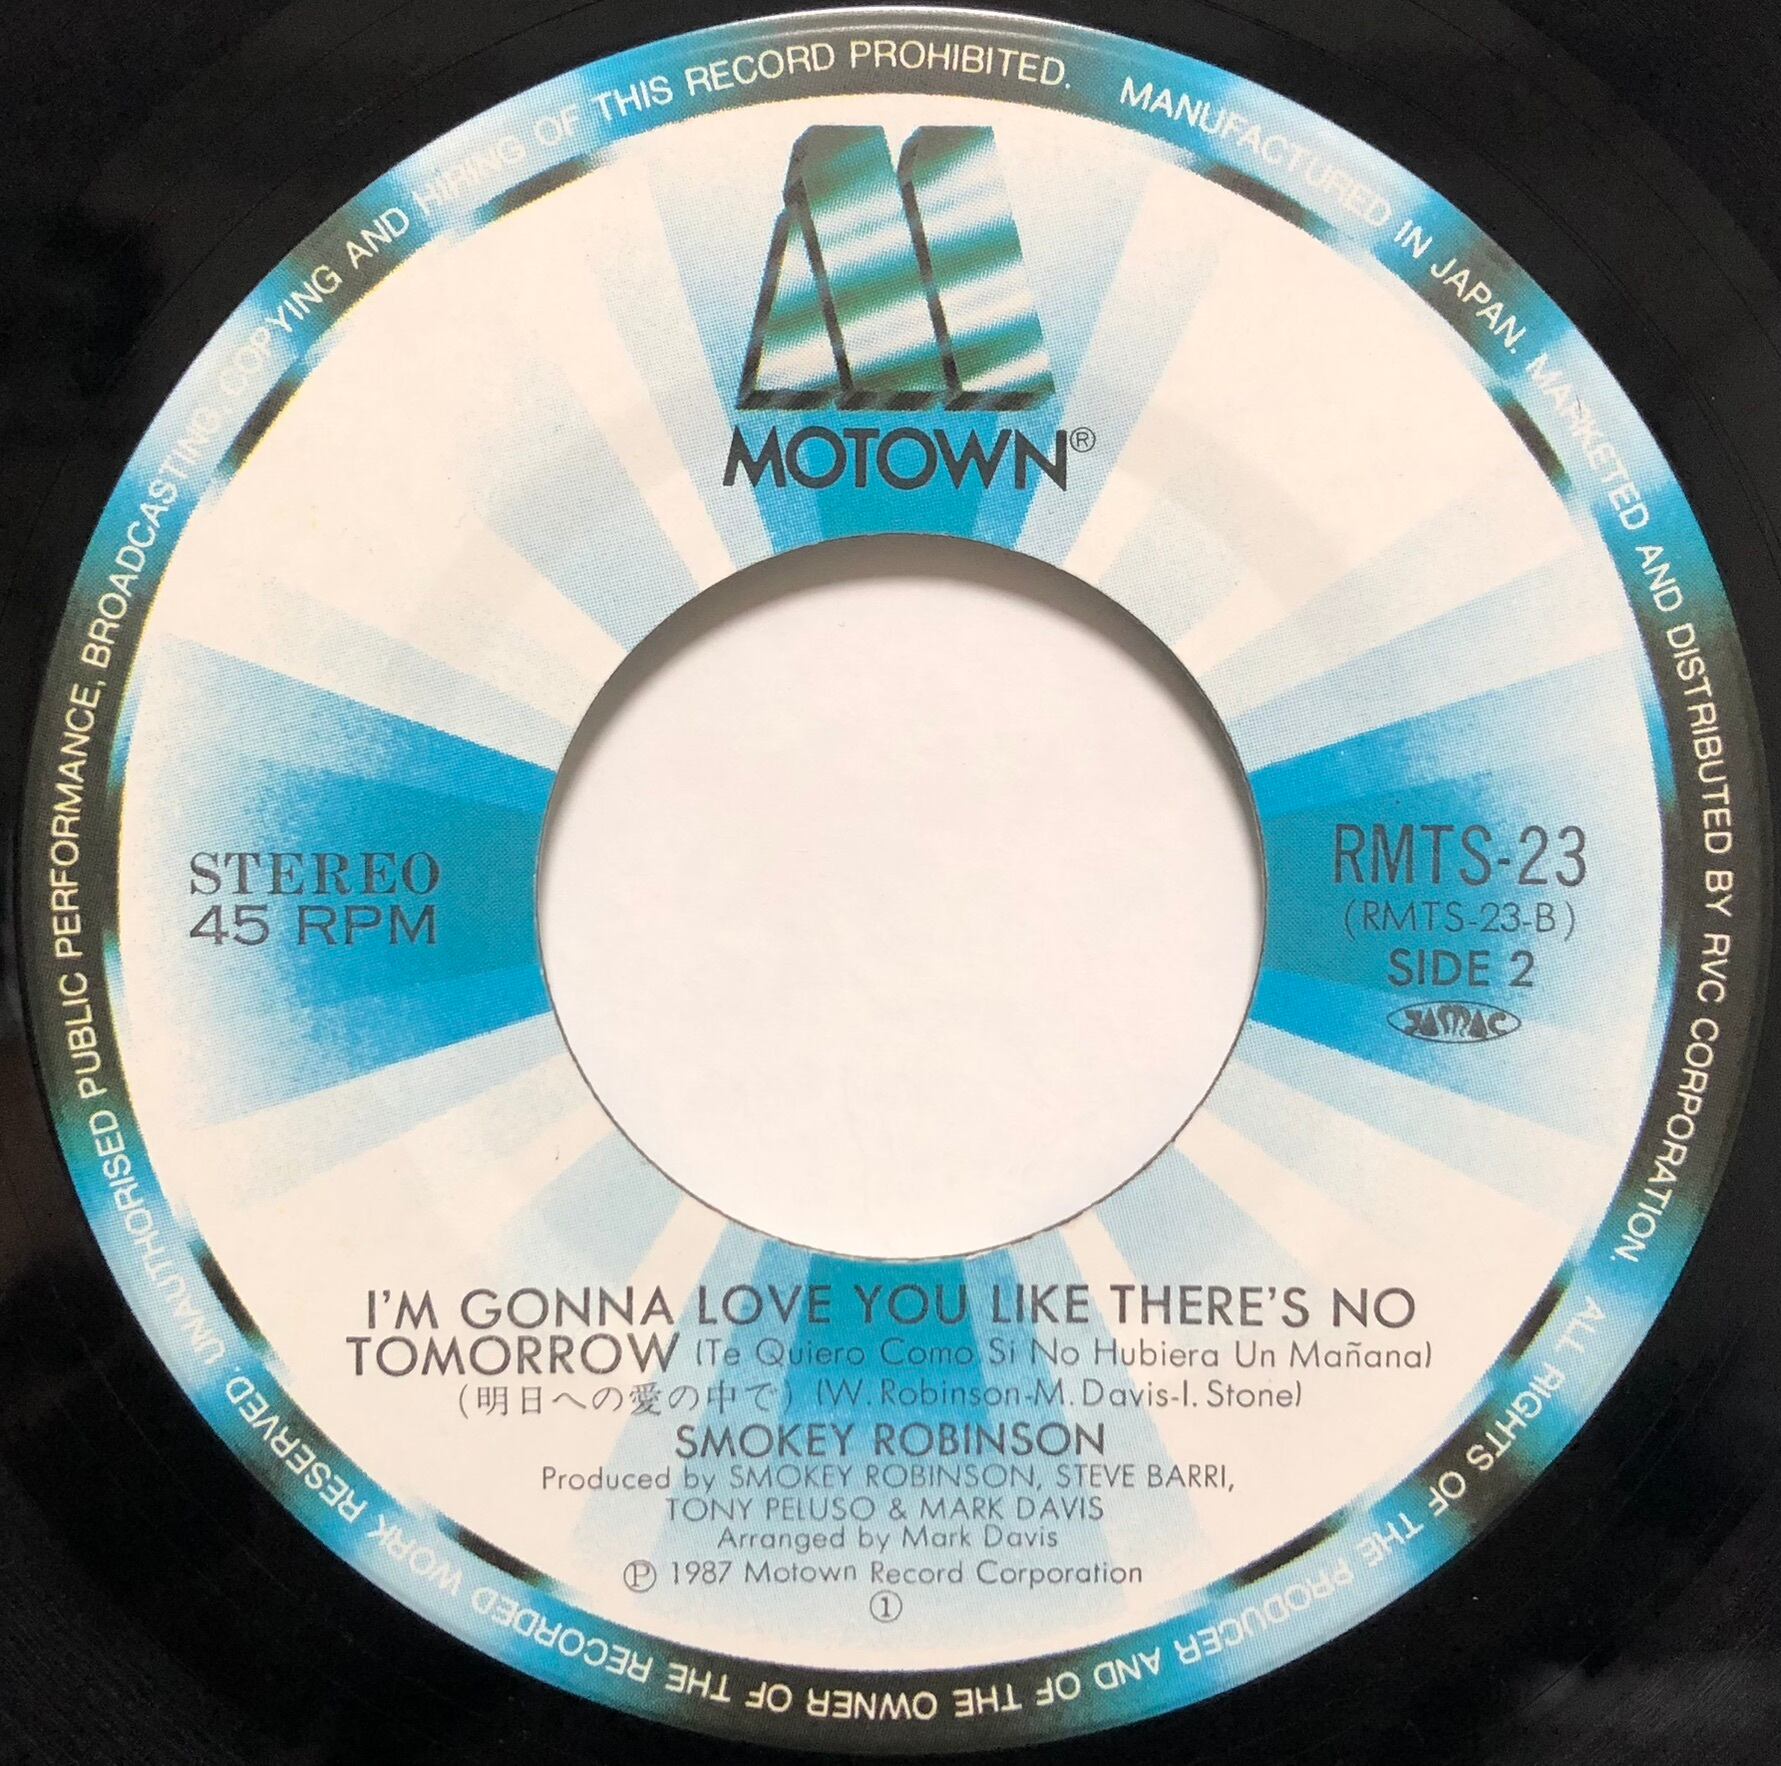 MANUFACTURED IN JAPAN. MARKETED AND DISTRIBUTED BY RVC CORPORATION. ALL RIGHTS OF THE PRODUCER AND OF THE OWNER OF THE RECORDED WORK RESERVED. UNAUTHORISED PUBLIC PERFORMANCE, BROADCASTING, COPYING AND HIRING OF THIS RECORD PROHIBITED.
MOTOWN®
STEREO
45 RPM
RMTS-23
(RMTS-23-B)
SIDE 2
JASRAC
I'M GONNA LOVE YOU LIKE THERE'S NO
TOMORROW (Te Quiero Como Si No Hubiera Un Mañana)
(明日への愛の中で) (W. Robinson-M. Davis-I. Stone)
SMOKEY ROBINSON
Produced by SMOKEY ROBINSON, STEVE BARRI,
TONY PELUSO & MARK DAVIS
Arranged by Mark Davis
Ⓟ 1987 Motown Record Corporation
①